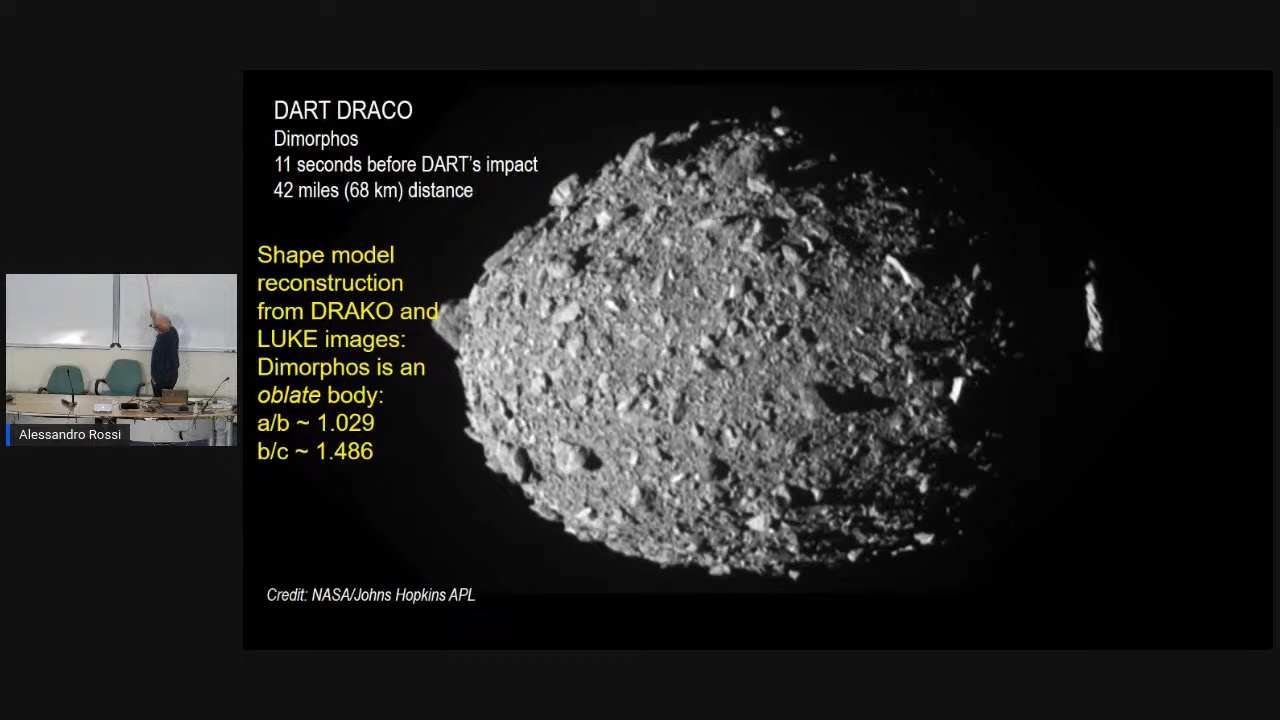 DART DRACO
Dimorphos
11 seconds before DART's impact
42 miles (68 km) distance
Shape model
reconstruction
from DRAKO and
LUKE images:
Dimorphos is an
oblate body:
a/b ~ 1.029
b/c ~ 1.486
Credit: NASA/Johns Hopkins APL
Alessandro Rossi